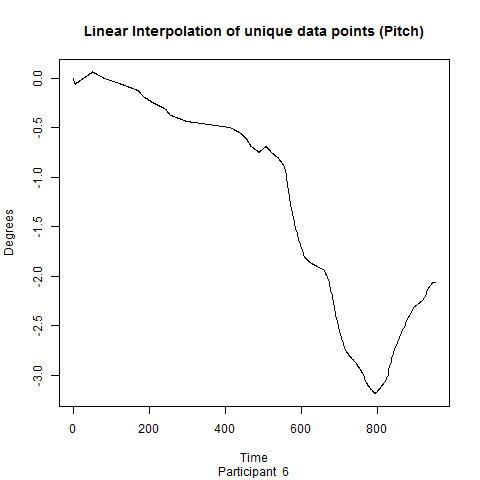 Linear Interpolation of unique data points (Pitch)
0.0
-0.5
-1.0
-1.5
-2.0
-2.5
-3.0
Degrees
0 200 400 600 800
Time
Participant 6